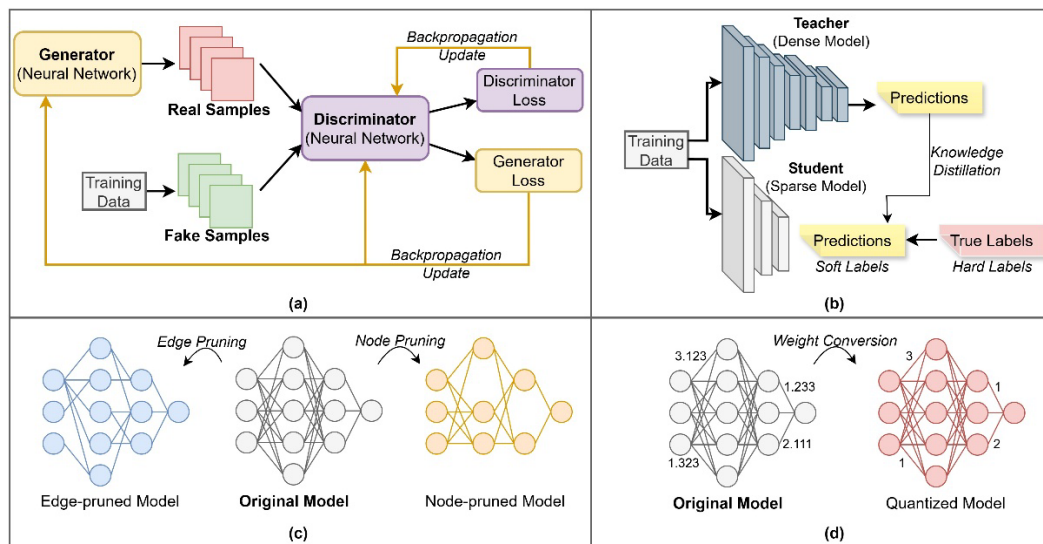 Generator
(Neural Network)
Real Samples
Training
Data
Fake Samples
Discriminator
(Neural Network)
Backpropagation
Update
Discriminator
Loss
Generator
Loss
Backpropagation
Update
(a)
Teacher
(Dense Model)
Predictions
Training
Data
Knowledge
Distillation
Student
(Sparse Model)
Predictions
Soft Labels
True Labels
Hard Labels
(b)
Edge Pruning
Node Pruning
Edge-pruned Model
Original Model
Node-pruned Model
(c)
Weight Conversion
3.123
1.233
2.111
1.323
3
1
2
1
Original Model
Quantized Model
(d)